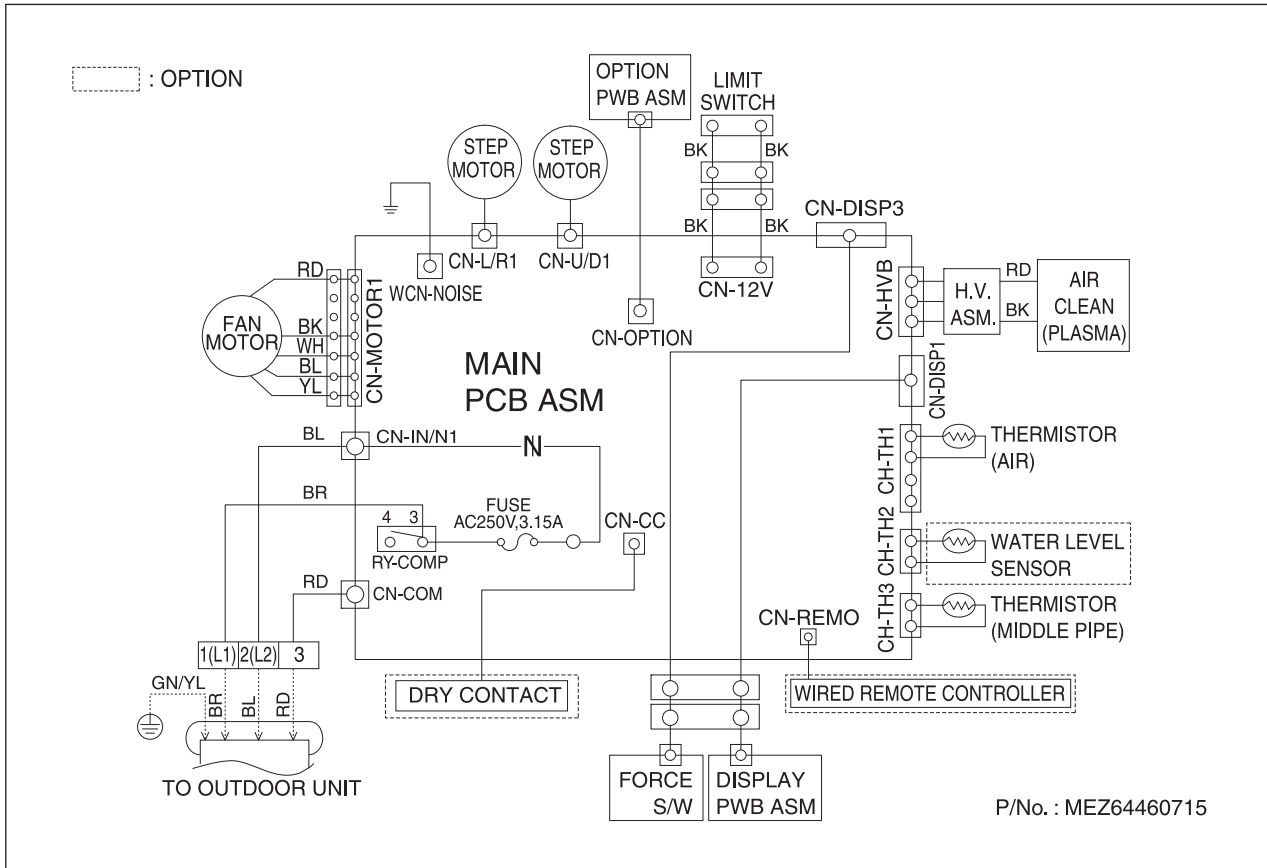 : OPTION
OPTION
PWB ASM
LIMIT
SWITCH
STEP
MOTOR
STEP
MOTOR
BK
BK
BK
BK
CN-DISP3
CN-L/R1
CN-U/D1
WCN-NOISE
CN-12V
CN-OPTION
RD
BK
WH
BL
YL
FAN
MOTOR
CN-MOTOR1
MAIN
PCB ASM
CN-HVB
H.V.
ASM.
RD
BK
AIR
CLEAN
(PLASMA)
CN-DISP1
CH-TH1
THERMISTOR
(AIR)
CH-TH2
WATER LEVEL
SENSOR
CH-TH3
THERMISTOR
(MIDDLE PIPE)
BL
CN-IN/N1
N
BR
4 3
RY-COMP
FUSE
AC250V,3.15A
CN-CC
RD
CN-COM
CN-REMO
1(L1) 2(L2) 3
GN/YL
BR
BL
RD
TO OUTDOOR UNIT
DRY CONTACT
WIRED REMOTE CONTROLLER
FORCE
S/W
DISPLAY
PWB ASM
P/No. : MEZ64460715